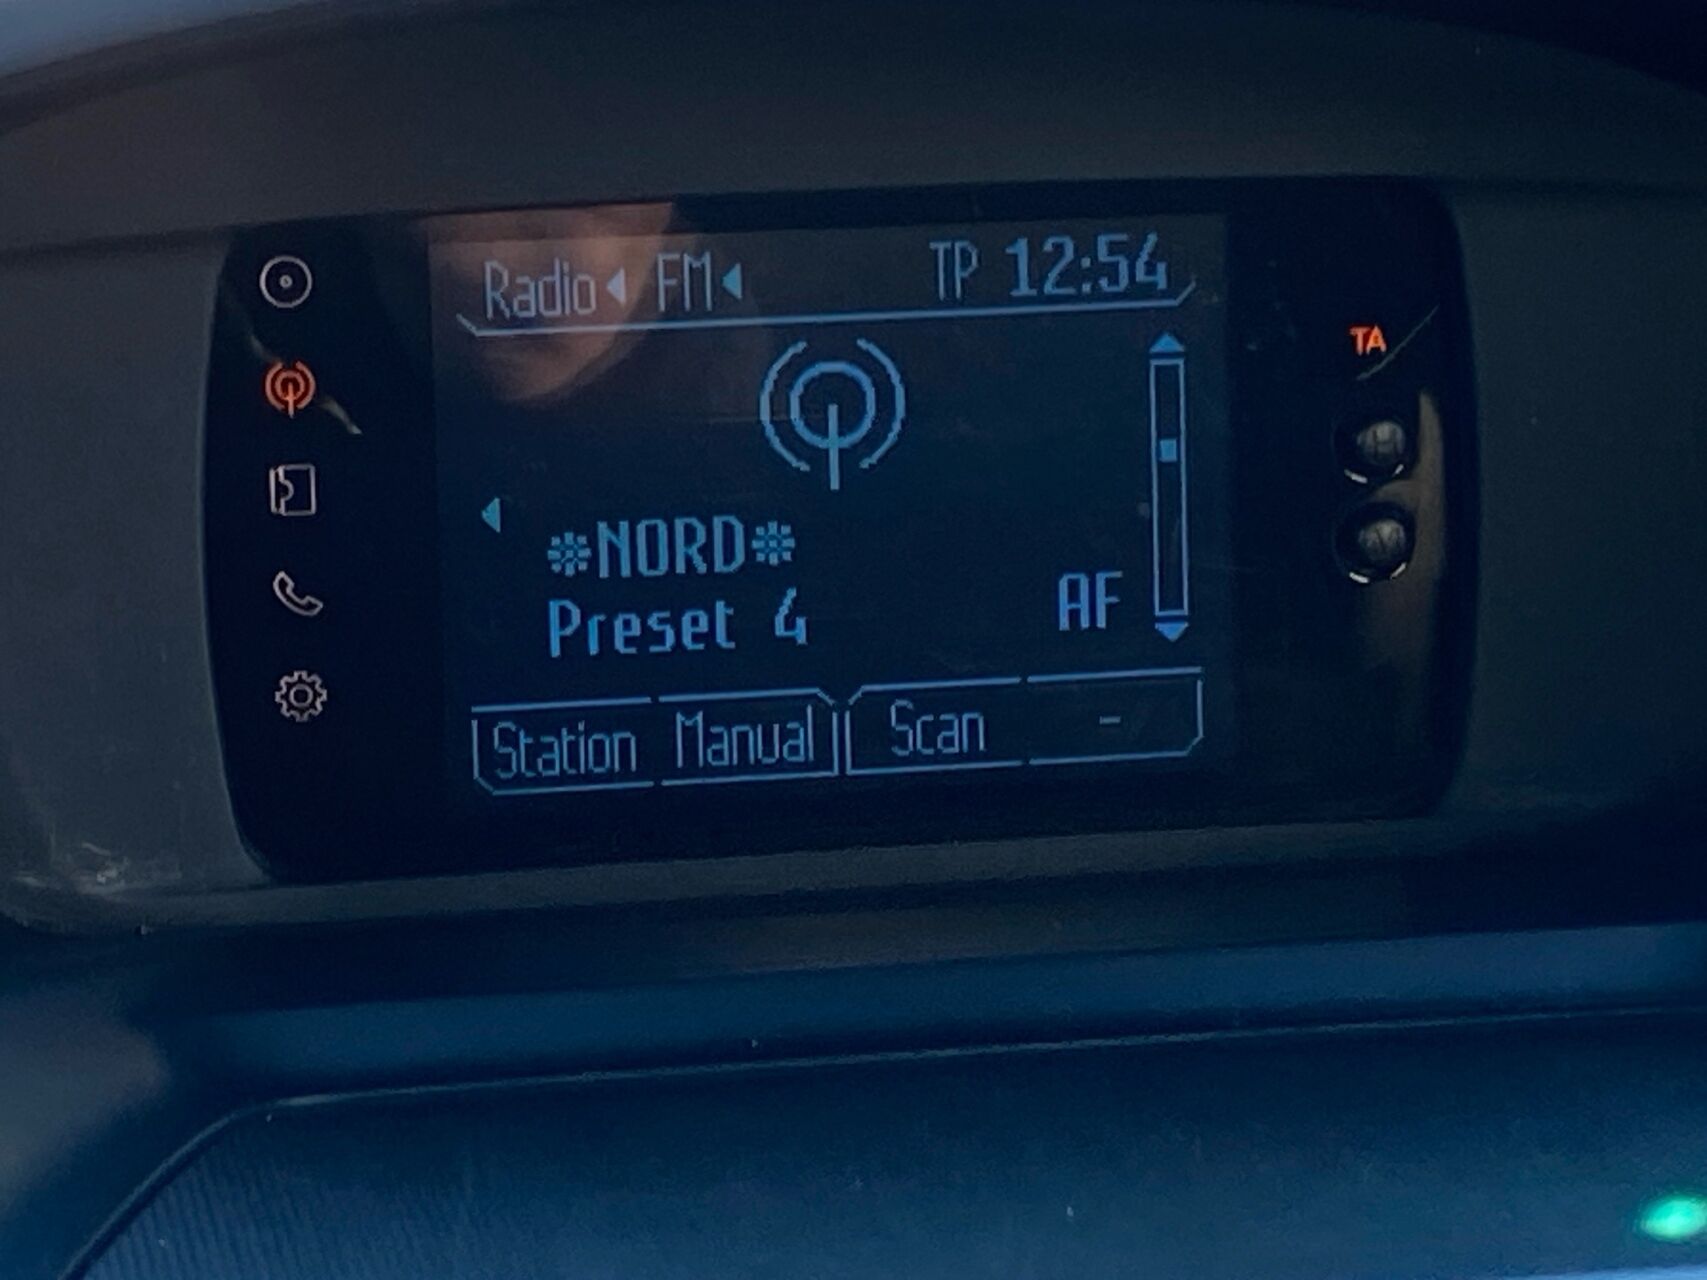 Radio FM TP 12:54
TA
*NORD*
Preset 4 AF
Station Manual Scan -
H
M